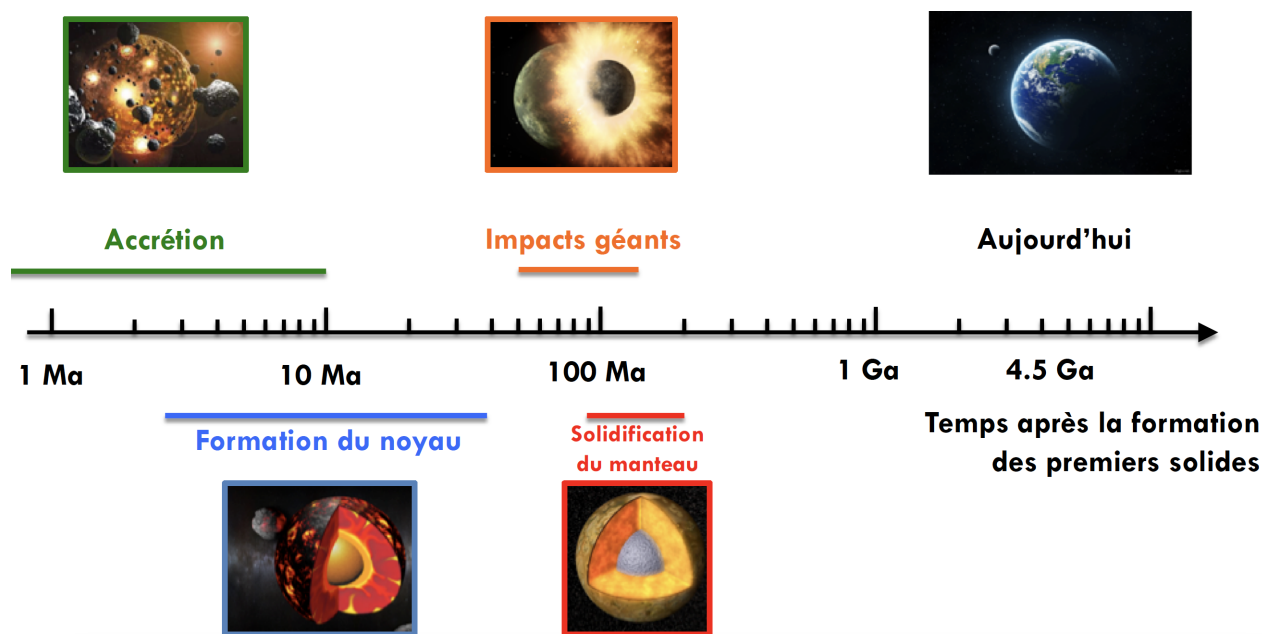 Accrétion
Impacts géants
Aujourd’hui
1 Ma
10 Ma
100 Ma
1 Ga
4.5 Ga
Formation du noyau
Solidification
du manteau
Temps après la formation
des premiers solides